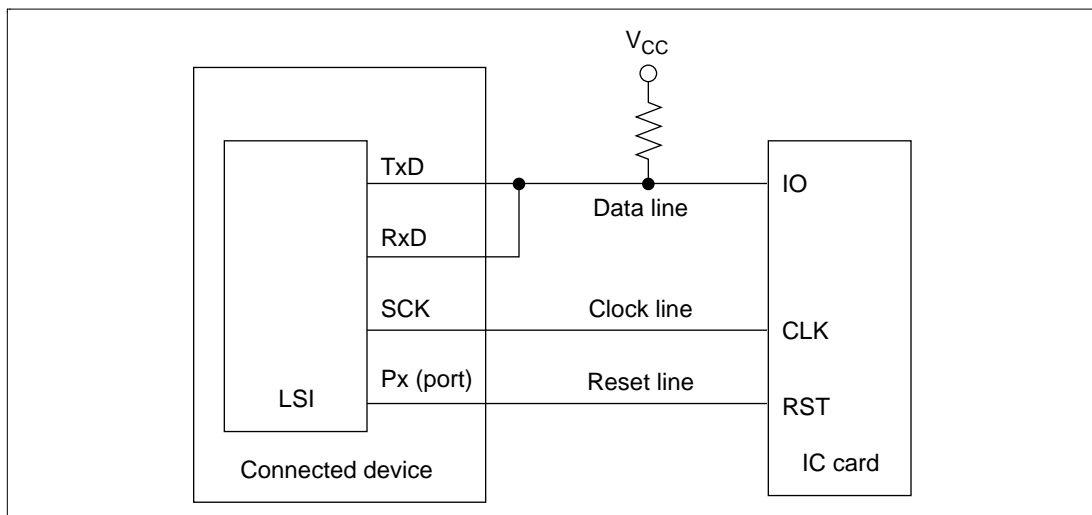 VCC
TxD
IO
Data line
RxD
SCK
Clock line
CLK
Px (port)
Reset line
RST
LSI
Connected device
IC card